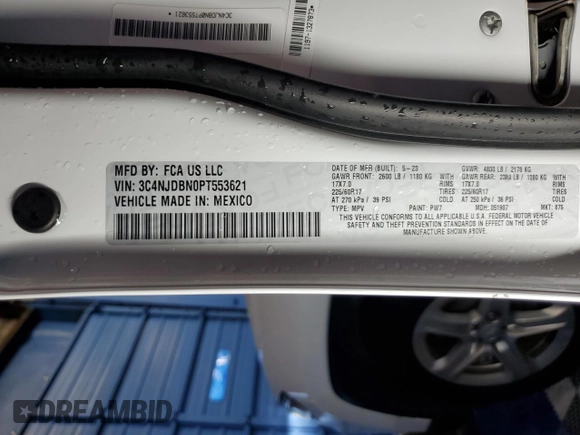 3C4NJDBN0PT553621
MFD BY: FCA US LLC
VIN: 3C4NJDBN0PT553621
VEHICLE MADE IN: MEXICO
DATE OF MFR (BUILT): 5-23
GVWR: 4800 LB / 2178 KG
GAWR FRONT: 2600 LB / 1180 KG
GAWR REAR: 2380 LB / 1080 KG
17X7.0
17X7.0
225/60R17
TIRES
225/60R17
TIRES
AT 270 kPa / 39 PSI
COLD
AT 250 kPa / 36 PSI
COLD
TYPE: MPV
PAINT: PW7
MDH: 051907
MKT:
THIS VEHICLE CONFORMS TO ALL APPLICABLE U.S.A. FEDERAL MOTOR VEHICLE
SAFETY AND THEFT PREVENTION STANDARDS IN EFFECT ON THE DATE OF
MANUFACTURE SHOWN ABOVE.
DREAMBID